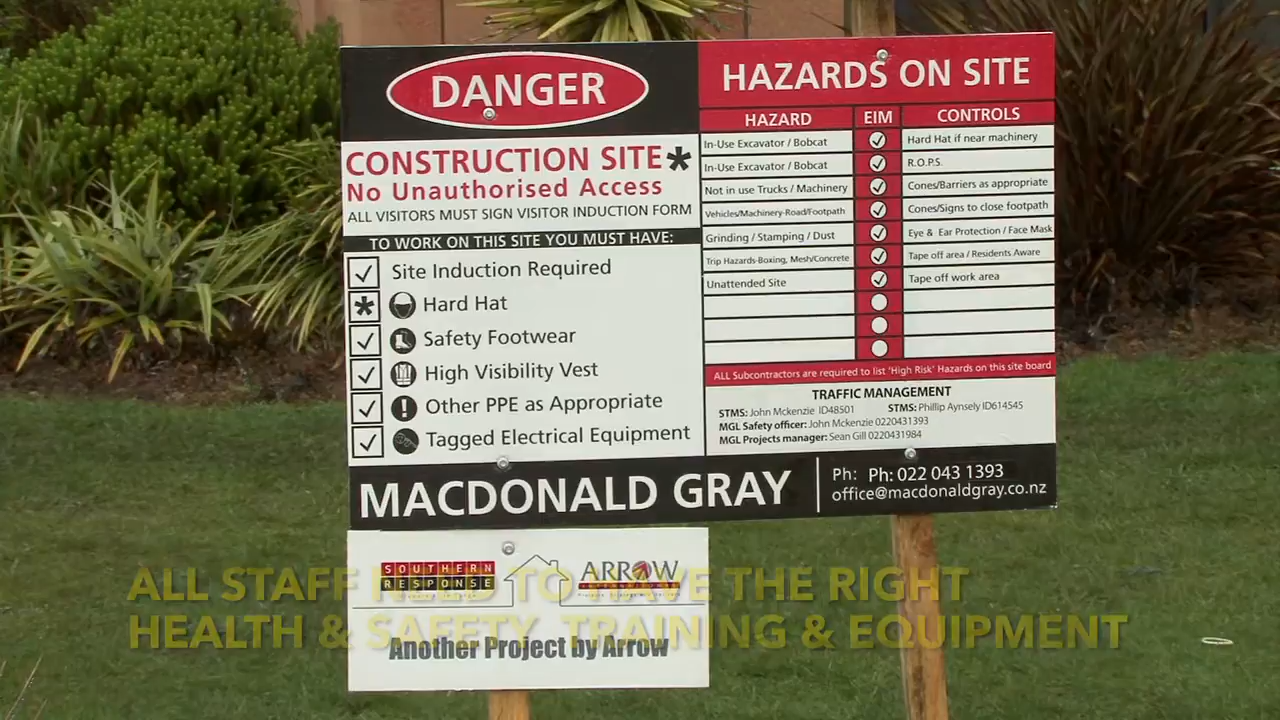 DANGER
CONSTRUCTION SITE*
No Unauthorised Access
ALL VISITORS MUST SIGN VISITOR INDUCTION FORM
TO WORK ON THIS SITE YOU MUST HAVE:
Site Induction Required
* Hard Hat
Safety Footwear
High Visibility Vest
Other PPE as Appropriate
Tagged Electrical Equipment
HAZARDS ON SITE
HAZARD EIM CONTROLS
In-Use Excavator / Bobcat Hard Hat if near machinery
In-Use Excavator / Bobcat R.O.P.S.
Not in use Trucks / Machinery Cones/Barriers as appropriate
Vehicles/Machinery-Road/Footpath Cones/Signs to close footpath
Grinding / Stamping / Dust Eye & Ear Protection / Face Mask
Trip Hazards-Boxing, Mesh/Concrete Tape off area / Residents Aware
Unattended Site Tape off work area
ALL Subcontractors are required to list 'High Risk' Hazards on this site board
TRAFFIC MANAGEMENT
STMS: John Mckenzie ID48501 STMS: Phillip Aynsely ID614545
MGL Safety officer: John Mckenzie 0220431393
MGL Projects manager: Sean Gill 0220431984
MACDONALD GRAY
Ph: Ph: 022 043 1393
office@macdonaldgray.co.nz
SOUTHERN
RESPONSE
ARROW
INTERNATIONAL
Another Project by Arrow
ALL STAFF NEED TO HAVE THE RIGHT
HEALTH & SAFETY, TRAINING & EQUIPMENT